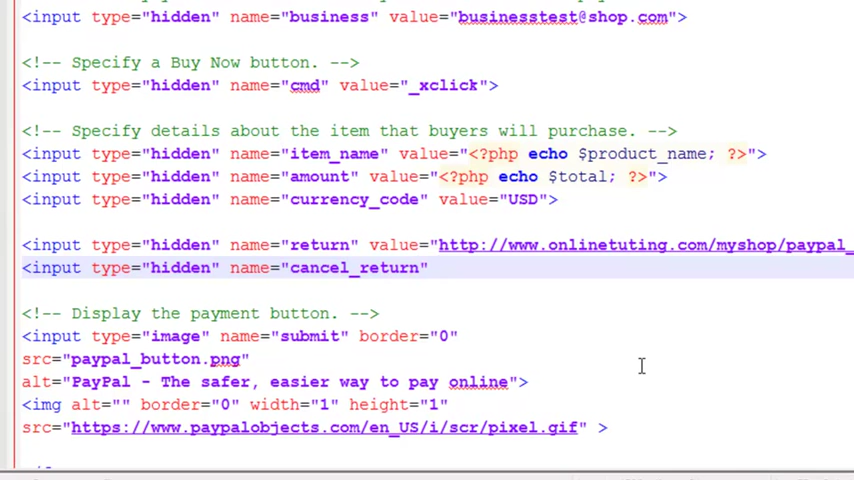 <input type="hidden" name="business" value="businesstest@shop.com">
<!-- Specify a Buy Now button. -->
<input type="hidden" name="cmd" value="_xclick">
<!-- Specify details about the item that buyers will purchase. -->
<input type="hidden" name="item_name" value="<?php echo $product_name; ?>">
<input type="hidden" name="amount" value="<?php echo $total; ?>">
<input type="hidden" name="currency_code" value="USD">
<input type="hidden" name="return" value="http://www.onlinetuting.com/myshop/paypal_
<input type="hidden" name="cancel_return"
<!-- Display the payment button. -->
<input type="image" name="submit" border="0"
src="paypal_button.png"
alt="PayPal - The safer, easier way to pay online">
<img alt="" border="0" width="1" height="1"
src="https://www.paypalobjects.com/en_US/i/scr/pixel.gif" >